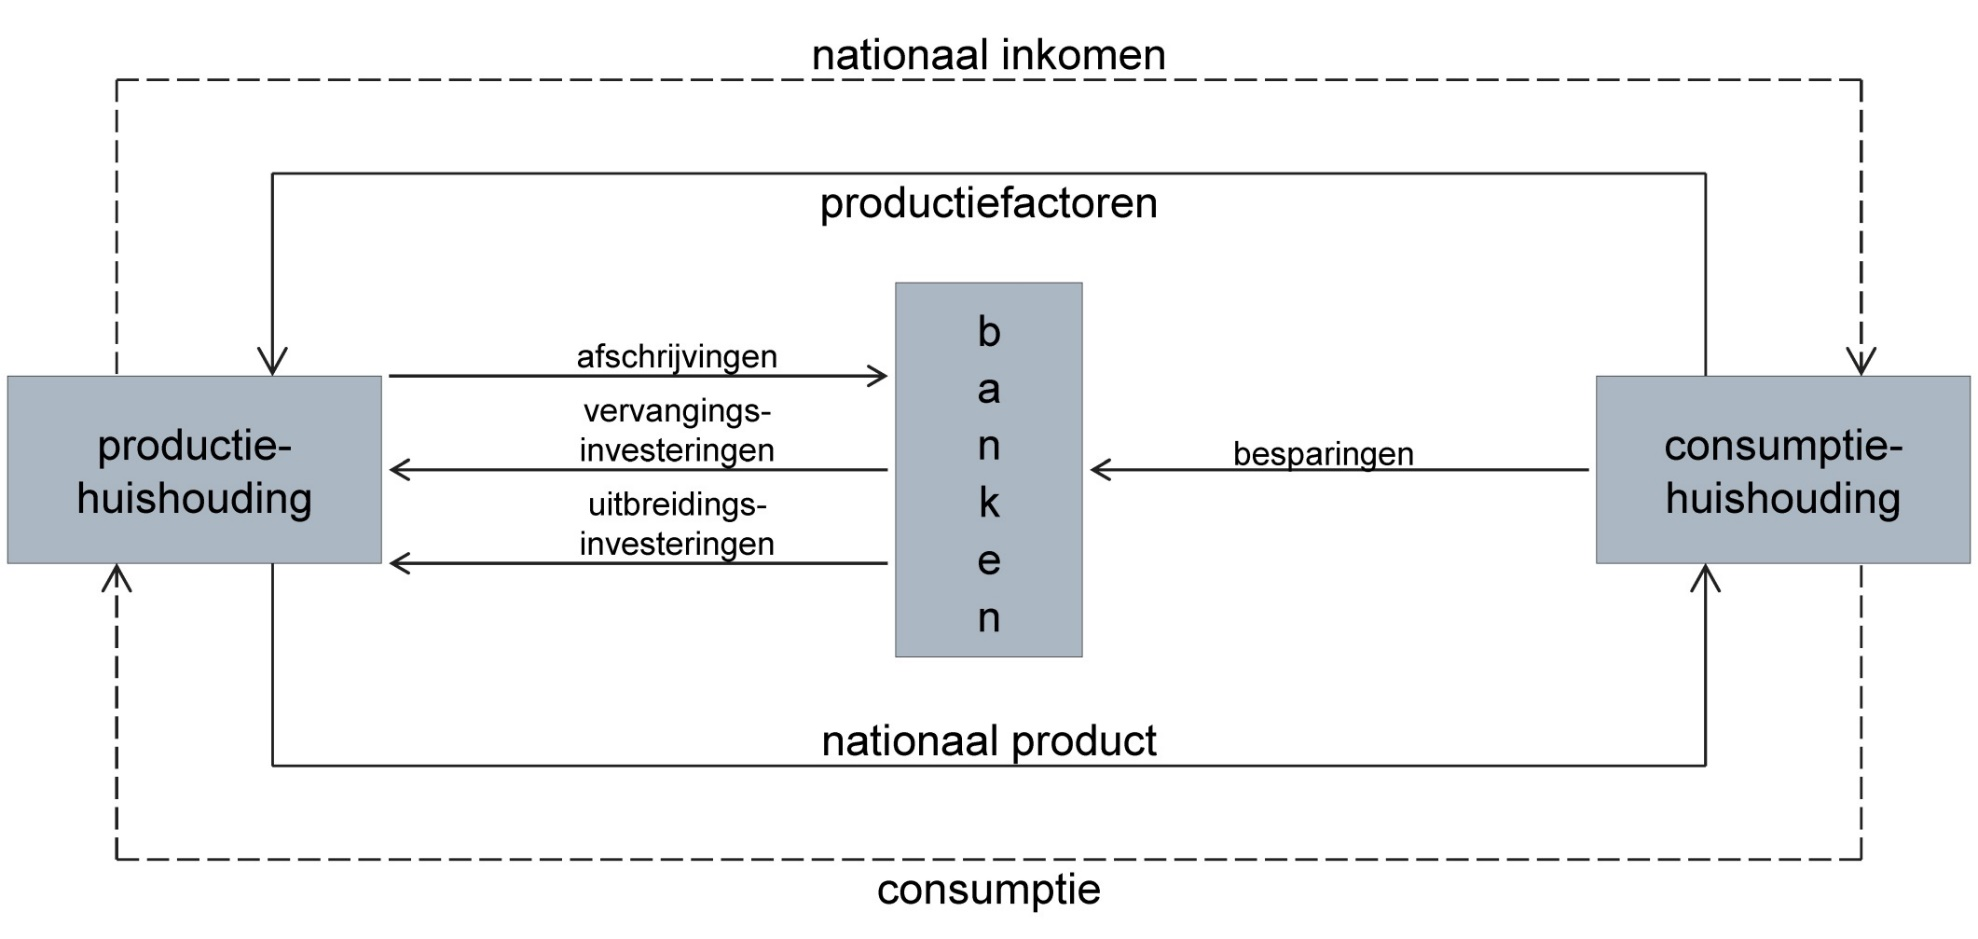 nationaal inkomen
productiefactoren
afschrijvingen
vervangings-
investeringen
uitbreidings-
investeringen
productie-
huishouding
b
a
n
k
e
n
besparingen
consumptie-
huishouding
nationaal product
consumptie